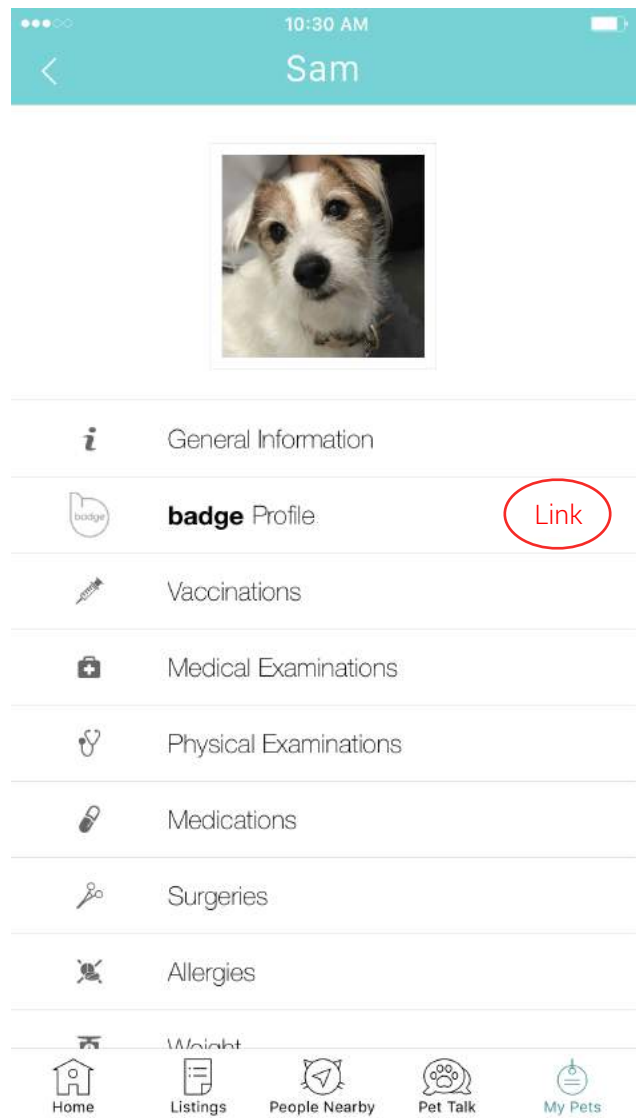 10:30 AM
Sam
General Information
badge
badge Profile
Link
Vaccinations
Medical Examinations
Physical Examinations
Medications
Surgeries
Allergies
Weight
Home
Listings
People Nearby
Pet Talk
My Pets